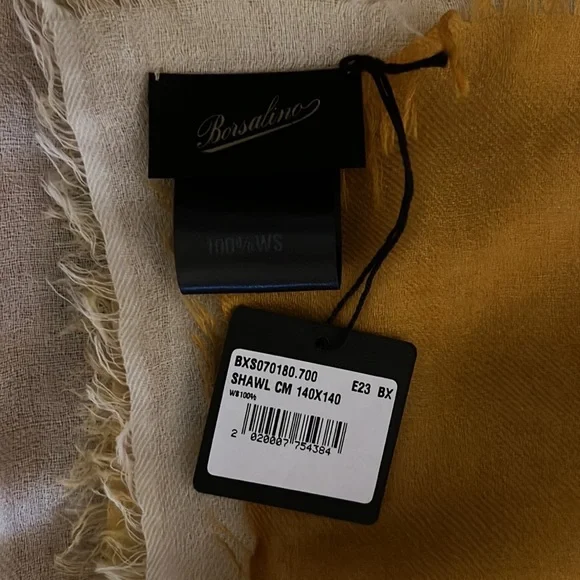 Borsalino
100%WS
BXS070180.700
E23 BX
SHAWL CM 140X140
WS100%
2 020007 754384